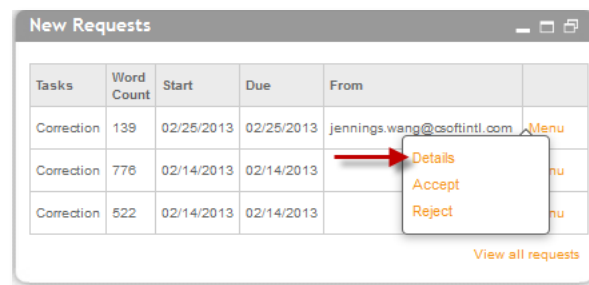 New Requests
Tasks Word Count Start Due From
Correction 139 02/25/2013 02/25/2013 jennings.wang@csoftintl.com Menu
Details
Correction 776 02/14/2013 02/14/2013 nu
Accept
Correction 522 02/14/2013 02/14/2013 Reject nu
View all requests